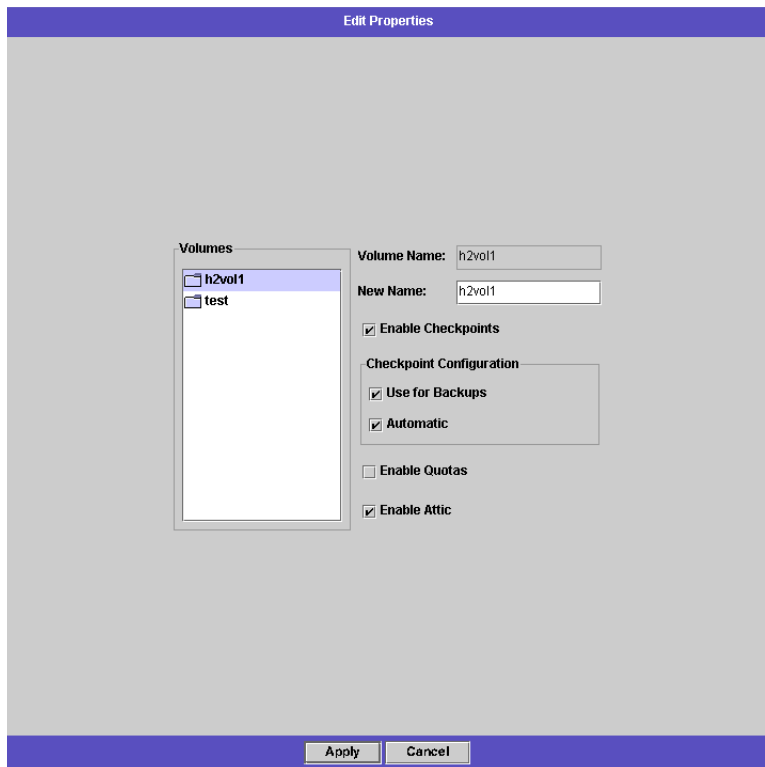 Edit Properties
Volumes
h2vol1
test
Volume Name: h2vol1
New Name: h2vol1
Enable Checkpoints
Checkpoint Configuration
Use for Backups
Automatic
Enable Quotas
Enable Attic
Apply Cancel